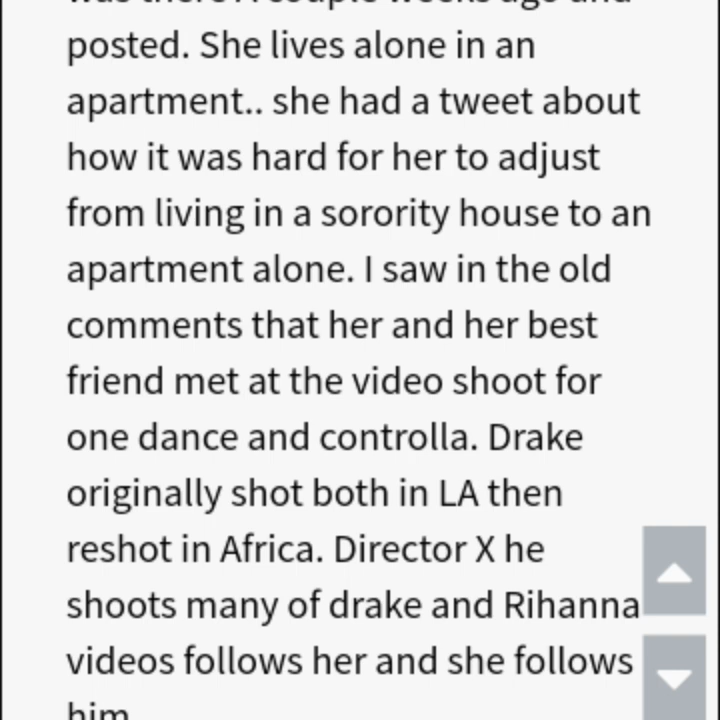 posted. She lives alone in an
apartment.. she had a tweet about
how it was hard for her to adjust
from living in a sorority house to an
apartment alone. I saw in the old
comments that her and her best
friend met at the video shoot for
one dance and controlla. Drake
originally shot both in LA then
reshot in Africa. Director X he
shoots many of drake and Rihanna
videos follows her and she follows
him